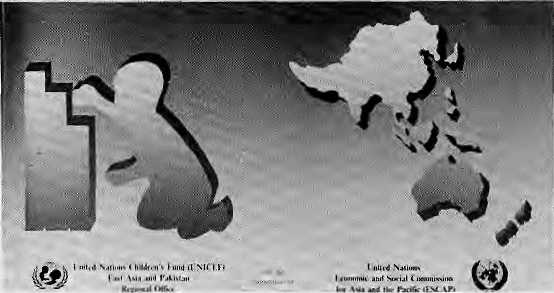 United Nations Children's Fund (UNICEF)
East Asia and Pakistan
Regional Office
United Nations
Economic and Social Commission
for Asia and the Pacific (ESCAP)